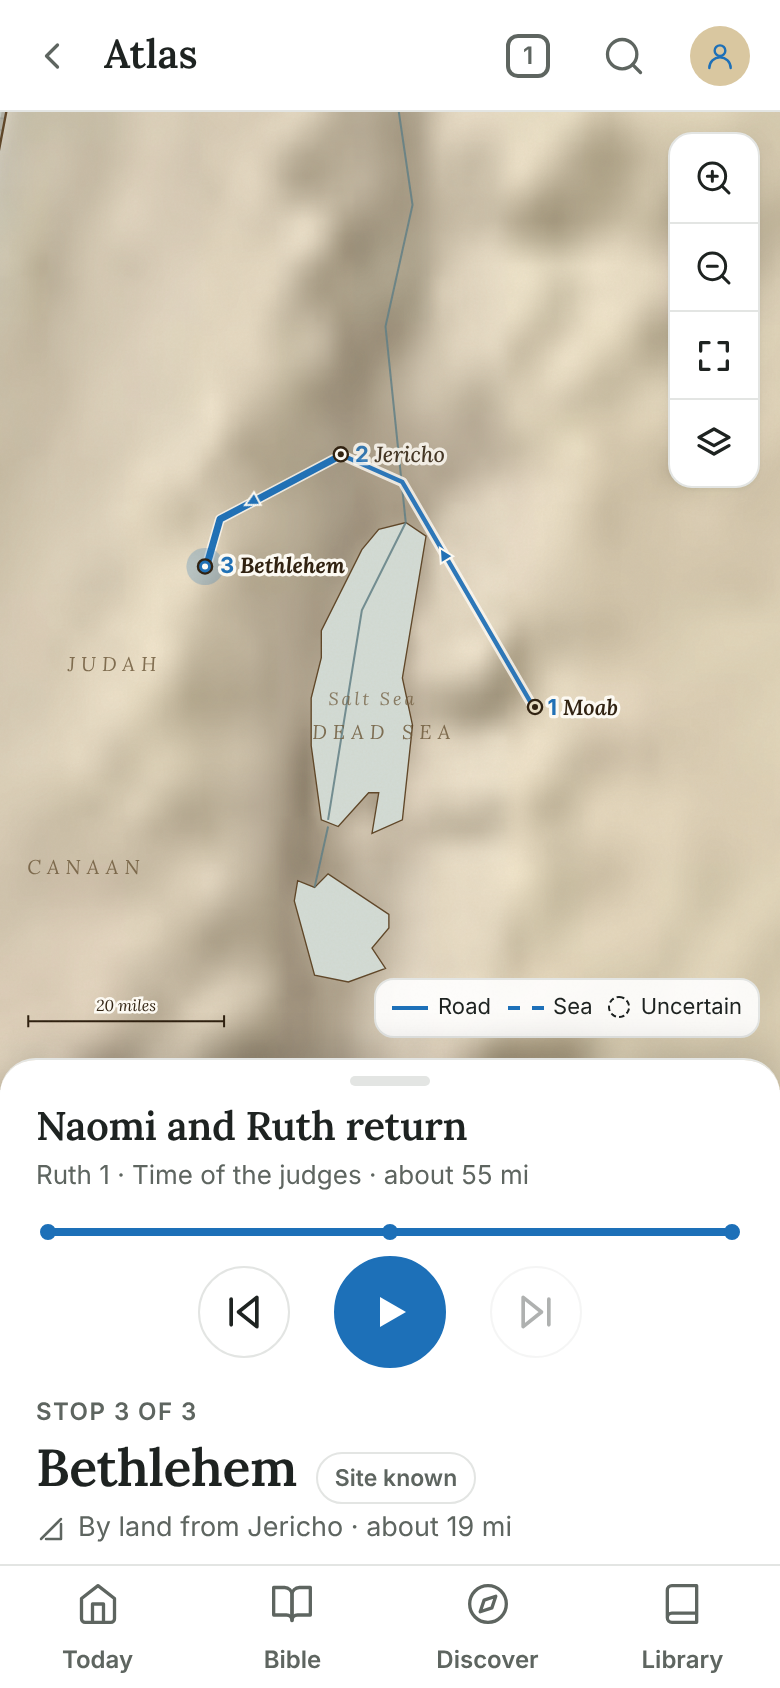 Atlas
1
2 Jericho
3 Bethlehem
JUDAH
Salt Sea
1 Moab
DEAD SEA
CANAAN
20 miles
Road
Sea
Uncertain
Naomi and Ruth return
Ruth 1 · Time of the judges · about 55 mi
STOP 3 OF 3
Bethlehem
Site known
By land from Jericho · about 19 mi
Today
Bible
Discover
Library